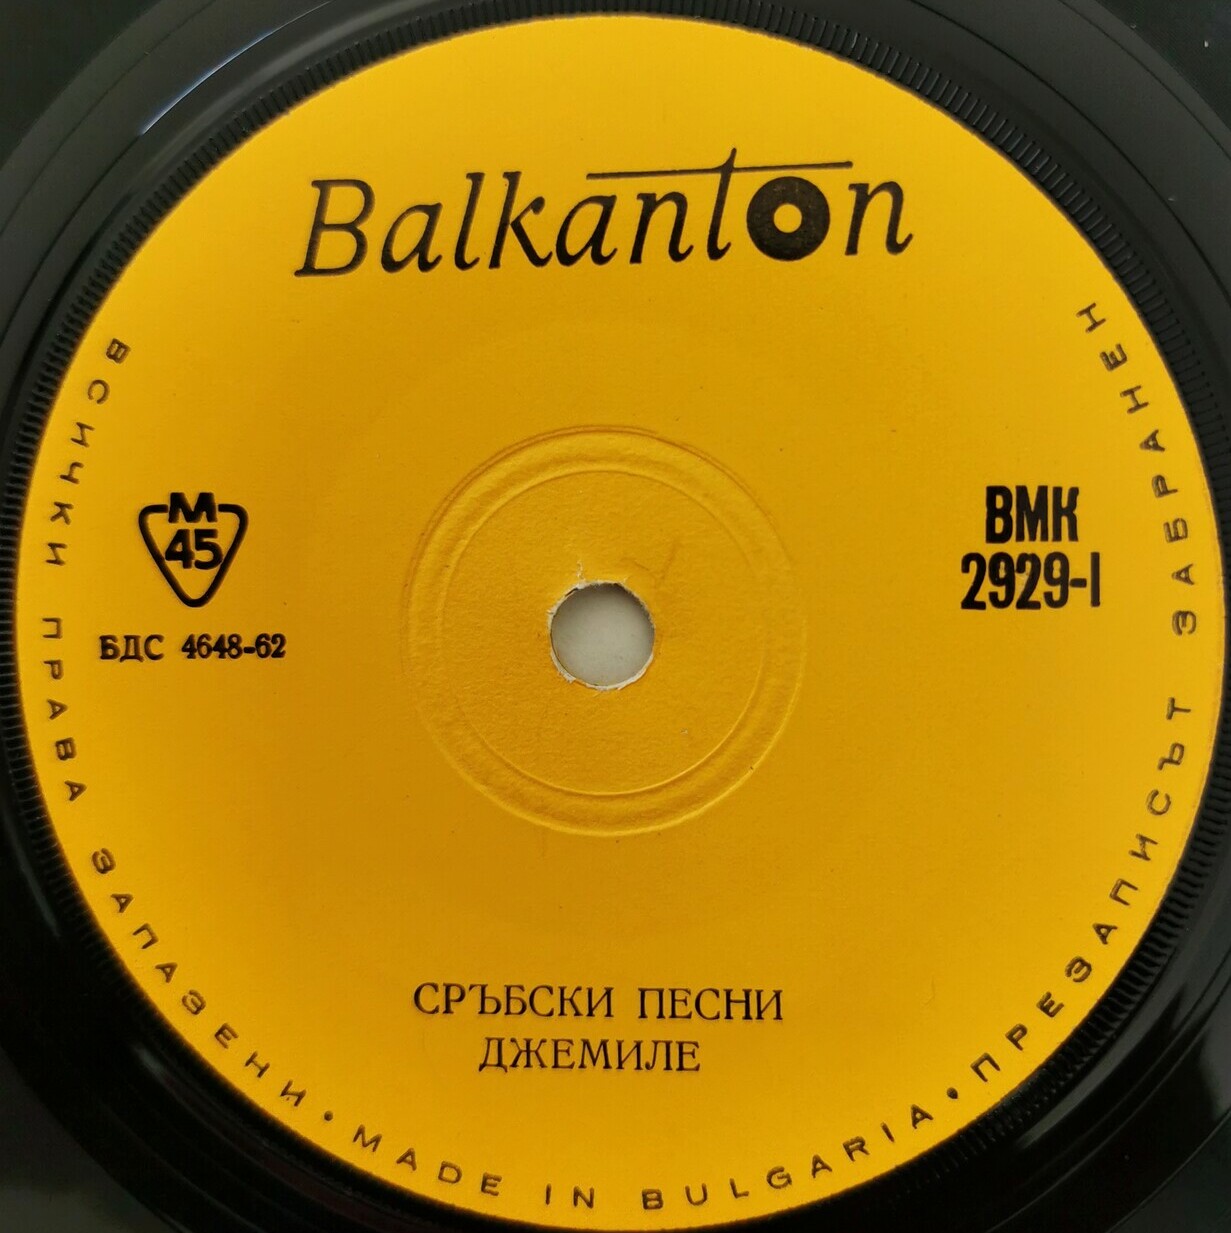 Balkanton
М
45
БДС 4648-62
ВМК
2929-I
СРЪБСКИ ПЕСНИ
ДЖЕМИЛЕ
ВСИЧКИ ПРАВА ЗАПАЗЕНИ • MADE IN BULGARIA • ПРЕЗАПИСЪТ ЗАБРАНЕН